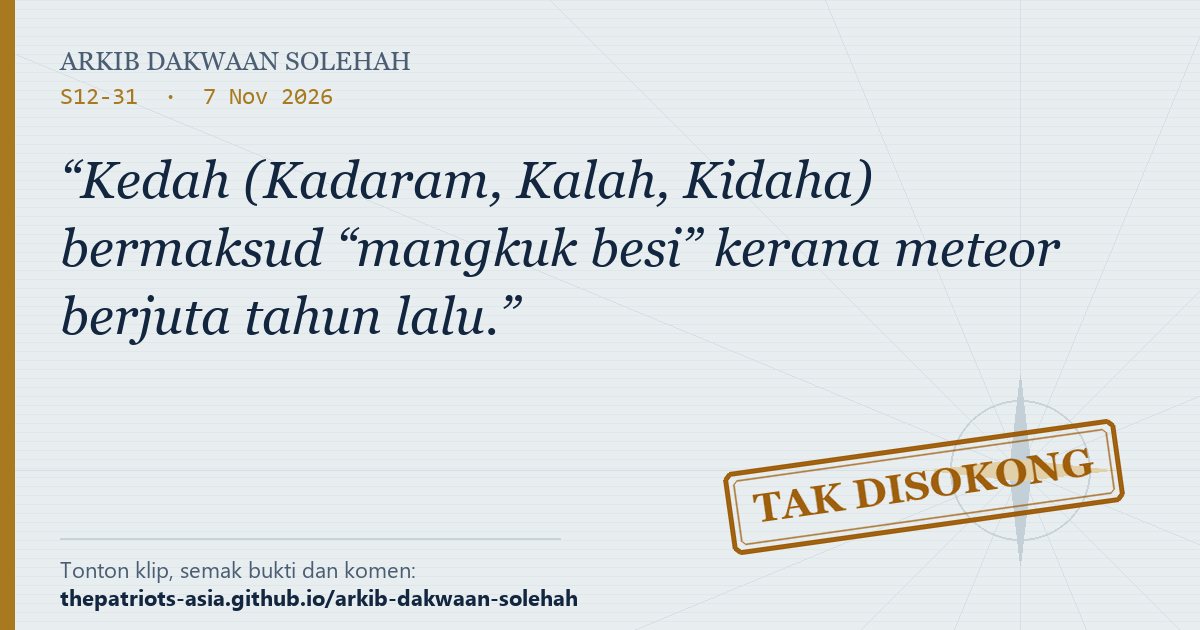 ARKIB DAKWAAN SOLEHAH
S12-31 · 7 Nov 2026
“Kedah (Kadaram, Kalah, Kidaha)
bermaksud “mangkuk besi” kerana meteor
berjuta tahun lalu.”
TAK DISOKONG
Tonton klip, semak bukti dan komen:
thepatriots-asia.github.io/arkib-dakwaan-solehah